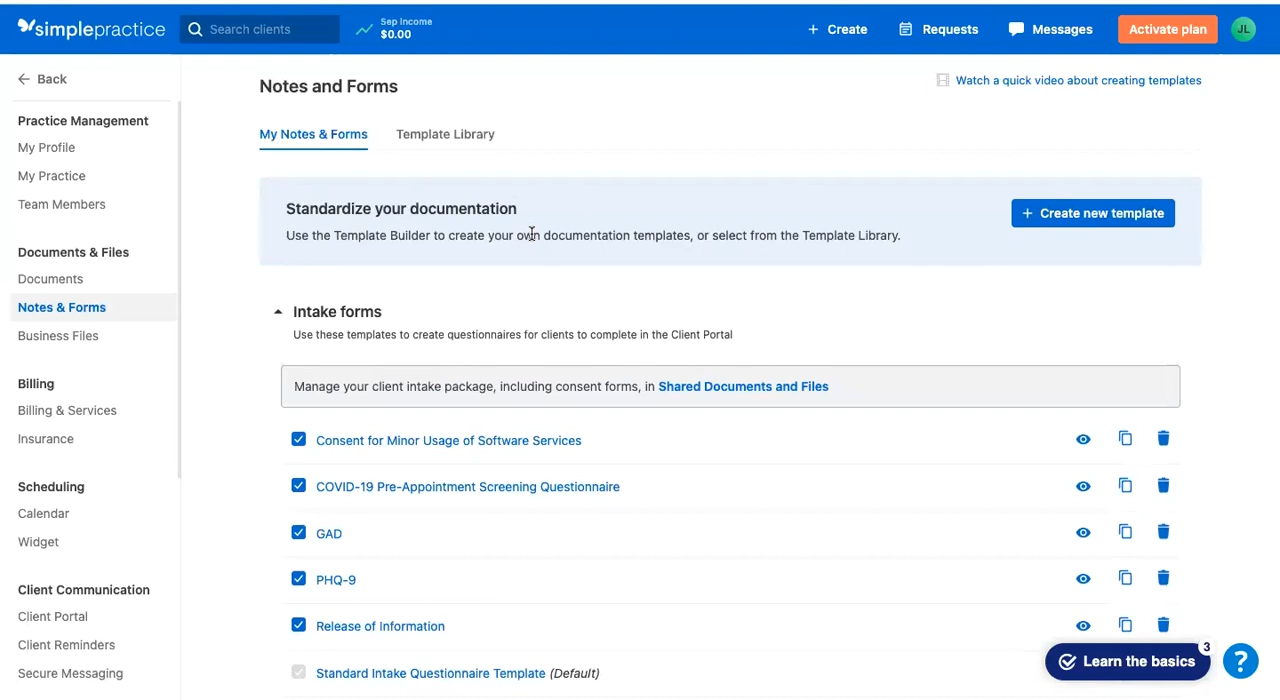 simplepractice
Search clients
Sep Income
$0.00
+ Create
Requests
Messages
Activate plan
JL
← Back
Practice Management
My Profile
My Practice
Team Members
Documents & Files
Documents
Notes & Forms
Business Files
Billing
Billing & Services
Insurance
Scheduling
Calendar
Widget
Client Communication
Client Portal
Client Reminders
Secure Messaging
Notes and Forms
Watch a quick video about creating templates
My Notes & Forms
Template Library
Standardize your documentation
Use the Template Builder to create your own documentation templates, or select from the Template Library.
+ Create new template
Intake forms
Use these templates to create questionnaires for clients to complete in the Client Portal
Manage your client intake package, including consent forms, in Shared Documents and Files
Consent for Minor Usage of Software Services
COVID-19 Pre-Appointment Screening Questionnaire
GAD
PHQ-9
Release of Information
Standard Intake Questionnaire Template (Default)
Learn the basics
3
?